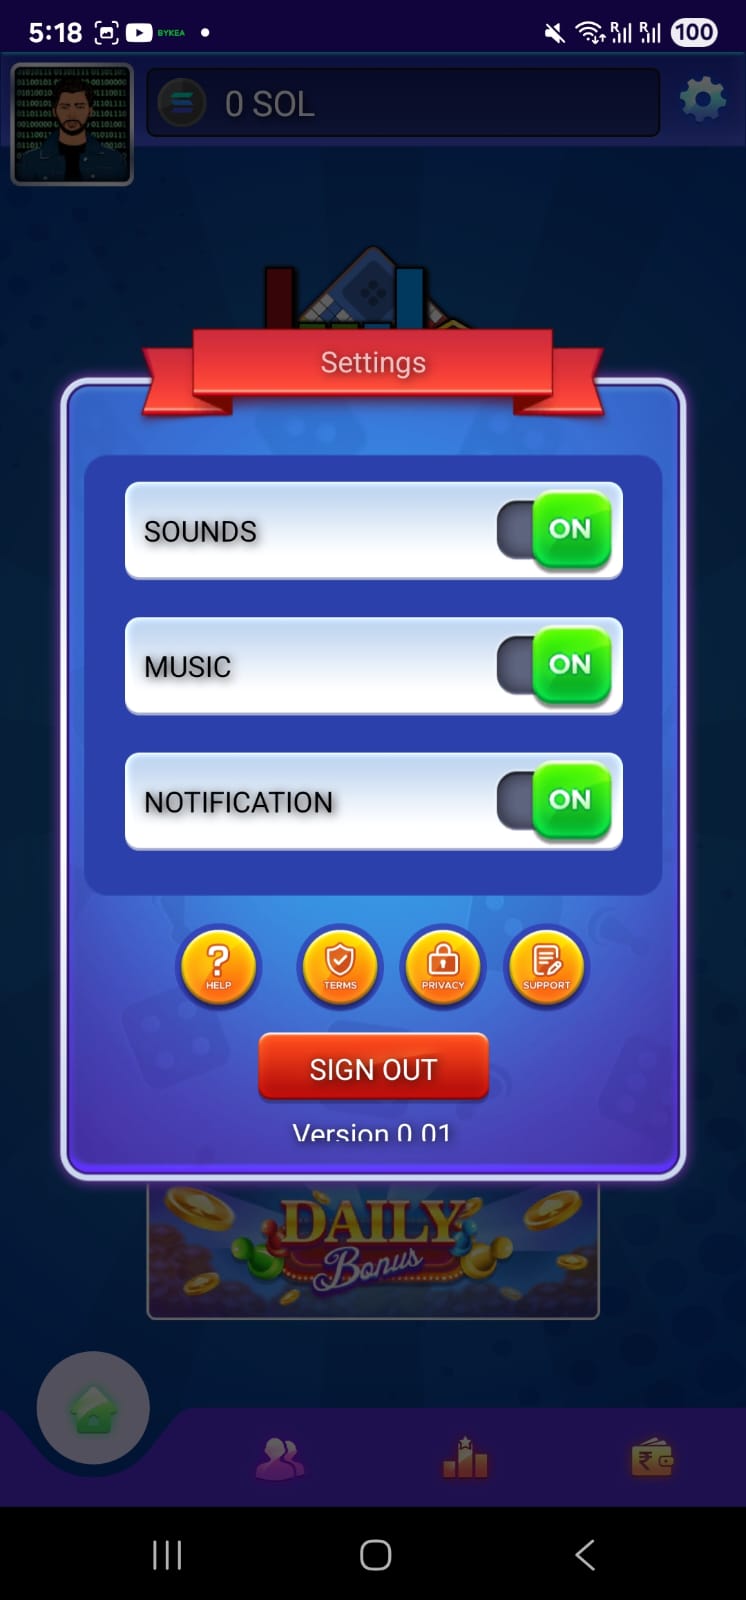 5:18
BYKEA
R
R
100
0 SOL
Settings
SOUNDS
ON
MUSIC
ON
NOTIFICATION
ON
HELP
TERMS
PRIVACY
SUPPORT
SIGN OUT
Version 0.01
DAILY
Bonus
₹